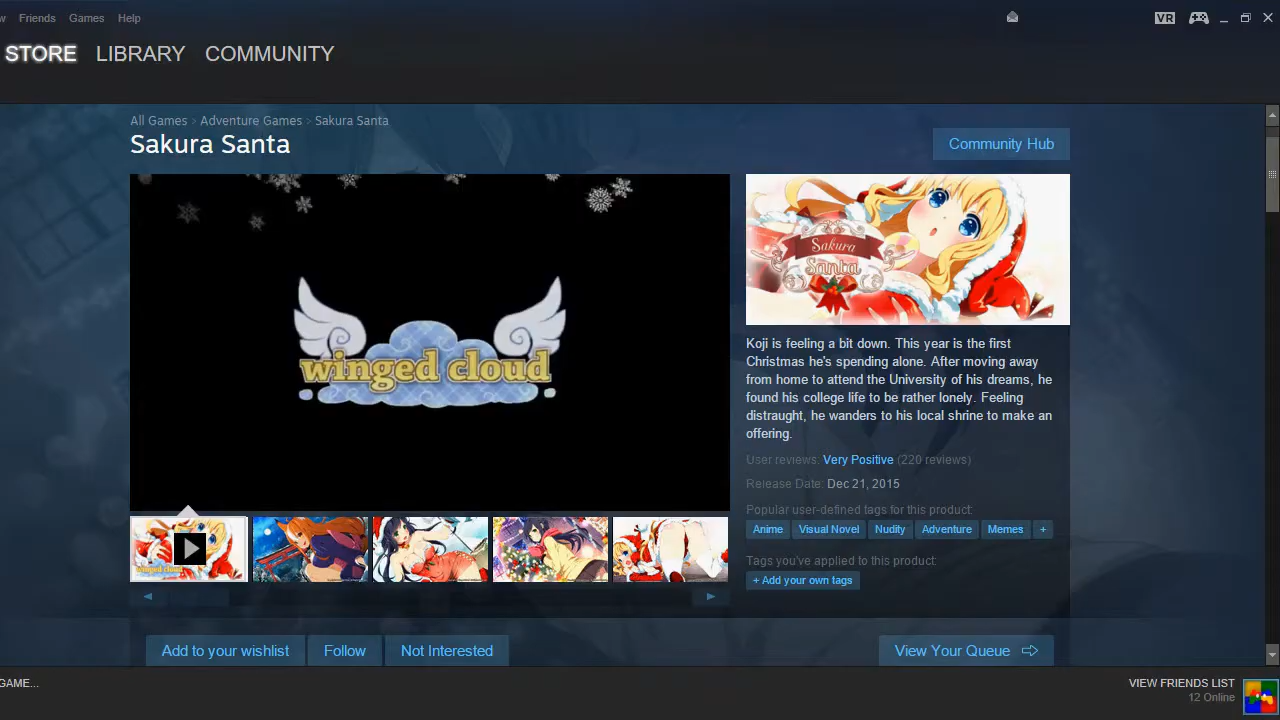 Friends Games Help
VR
STORE LIBRARY COMMUNITY
All Games > Adventure Games > Sakura Santa
Sakura Santa
Community Hub
winged cloud
Sakura
Santa
Koji is feeling a bit down. This year is the first
Christmas he's spending alone. After moving away
from home to attend the University of his dreams, he
found his college life to be rather lonely. Feeling
distraught, he wanders to his local shrine to make an
offering.
User reviews: Very Positive (220 reviews)
Release Date: Dec 21, 2015
Popular user-defined tags for this product:
Anime Visual Novel Nudity Adventure Memes +
Tags you've applied to this product:
+ Add your own tags
winged cloud
Add to your wishlist Follow Not Interested
View Your Queue
GAME...
VIEW FRIENDS LIST
12 Online